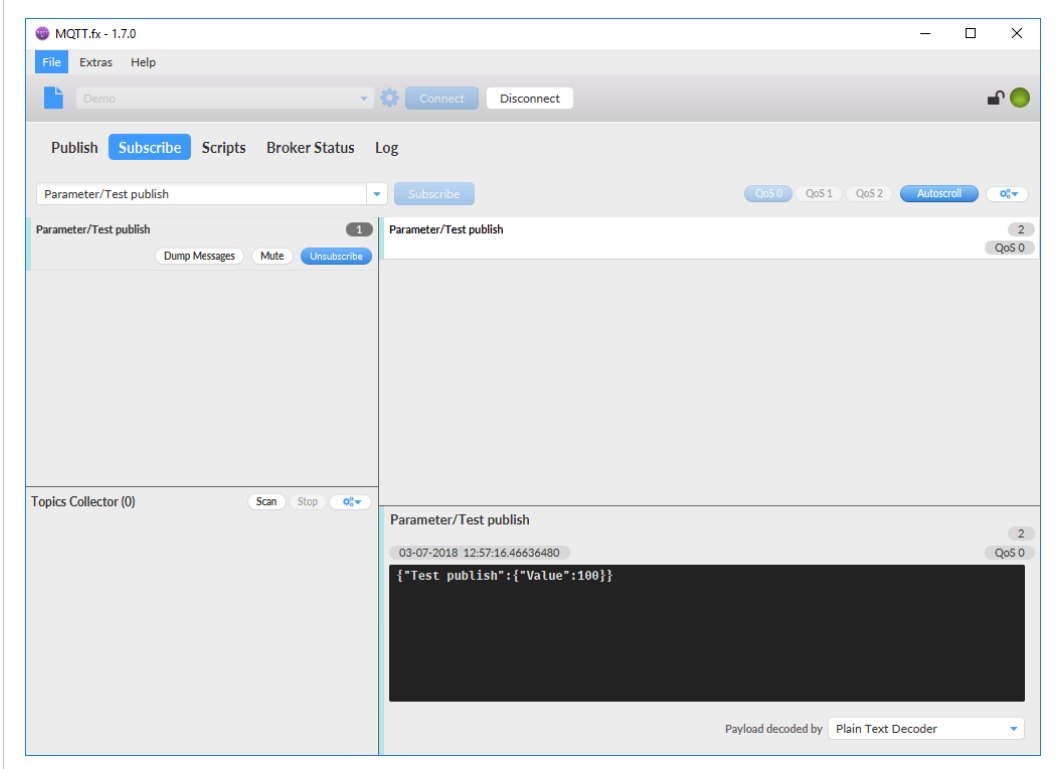 MQTT.fx - 1.7.0
File Extras Help
Demo Connect Disconnect
Publish Subscribe Scripts Broker Status Log
Parameter/Test publish Subscribe QoS 0 QoS 1 QoS 2 Autoscroll
Parameter/Test publish 1
Dump Messages Mute Unsubscribe
Parameter/Test publish 2
QoS 0
Topics Collector (0) Scan Stop
Parameter/Test publish
2
03-07-2018 12:57:16.46636480 QoS 0
{"Test publish":{"Value":100}}
Payload decoded by Plain Text Decoder